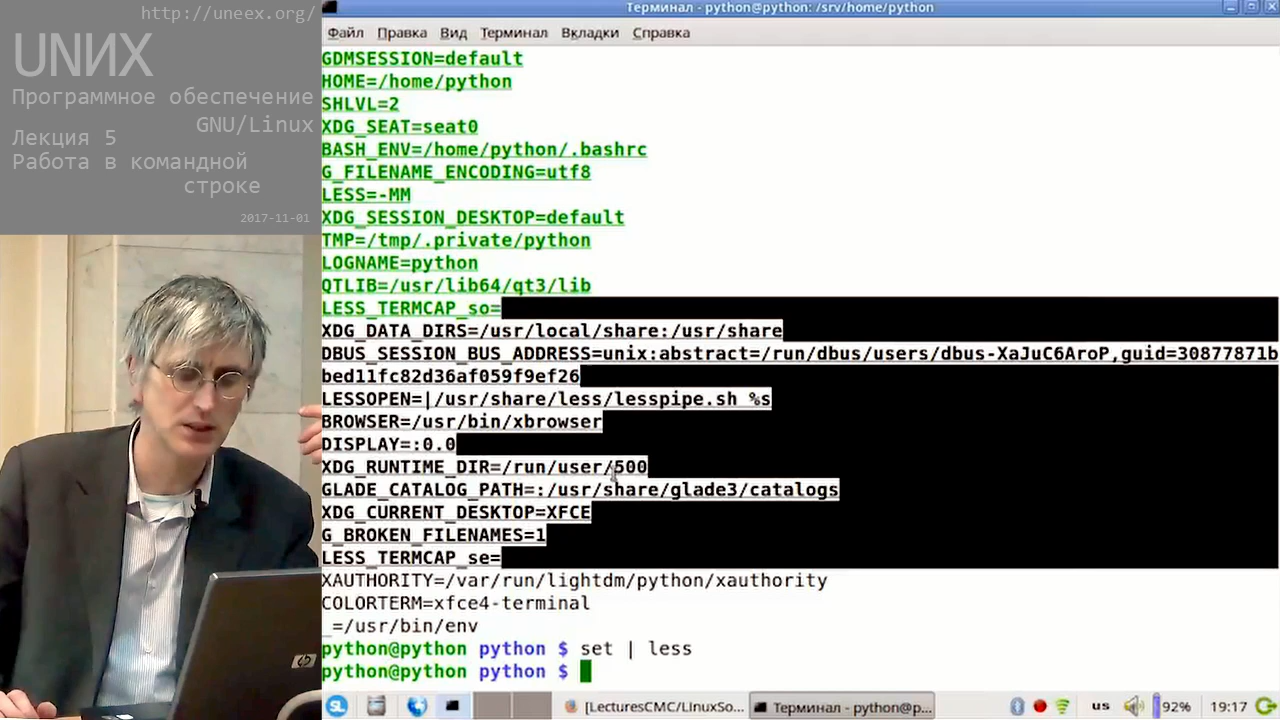 http://uneex.org/
UNИX
Программное обеспечение
GNU/Linux
Лекция 5
Работа в командной
строке
2017-11-01
Терминал - python@python: /srv/home/python
Файл Правка Вид Терминал Вкладки Справка
GDMSESSION=default
HOME=/home/python
SHLVL=2
XDG_SEAT=seat0
BASH_ENV=/home/python/.bashrc
G_FILENAME_ENCODING=utf8
LESS=-MM
XDG_SESSION_DESKTOP=default
TMP=/tmp/.private/python
LOGNAME=python
QTLIB=/usr/lib64/qt3/lib
LESS_TERMCAP_so=
XDG_DATA_DIRS=/usr/local/share:/usr/share
DBUS_SESSION_BUS_ADDRESS=unix:abstract=/run/dbus/users/dbus-XaJuC6AroP,guid=30877871b
bed11fc82d36af059f9ef26
LESSOPEN=|/usr/share/less/lesspipe.sh %s
BROWSER=/usr/bin/xbrowser
DISPLAY=:0.0
XDG_RUNTIME_DIR=/run/user/500
GLADE_CATALOG_PATH=:/usr/share/glade3/catalogs
XDG_CURRENT_DESKTOP=XFCE
G_BROKEN_FILENAMES=1
LESS_TERMCAP_se=
XAUTHORITY=/var/run/lightdm/python/xauthority
COLORTERM=xfce4-terminal
_=/usr/bin/env
python@python python $ set | less
python@python python $
SL [LecturesCMC/LinuxSo... Терминал - python@p... us 92% 19:17
hp